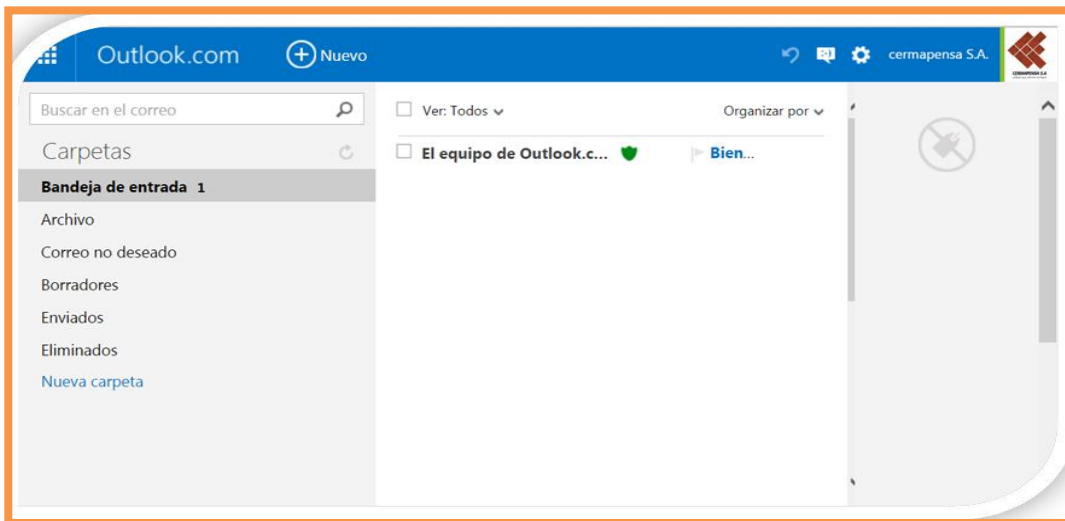 Outlook.com
Nuevo
cermapensa S.A.
CERMAPENSA S.A
Buscar en el correo
Carpetas
Bandeja de entrada 1
Archivo
Correo no deseado
Borradores
Enviados
Eliminados
Nueva carpeta
Ver: Todos
Organizar por
El equipo de Outlook.c...
Bien...